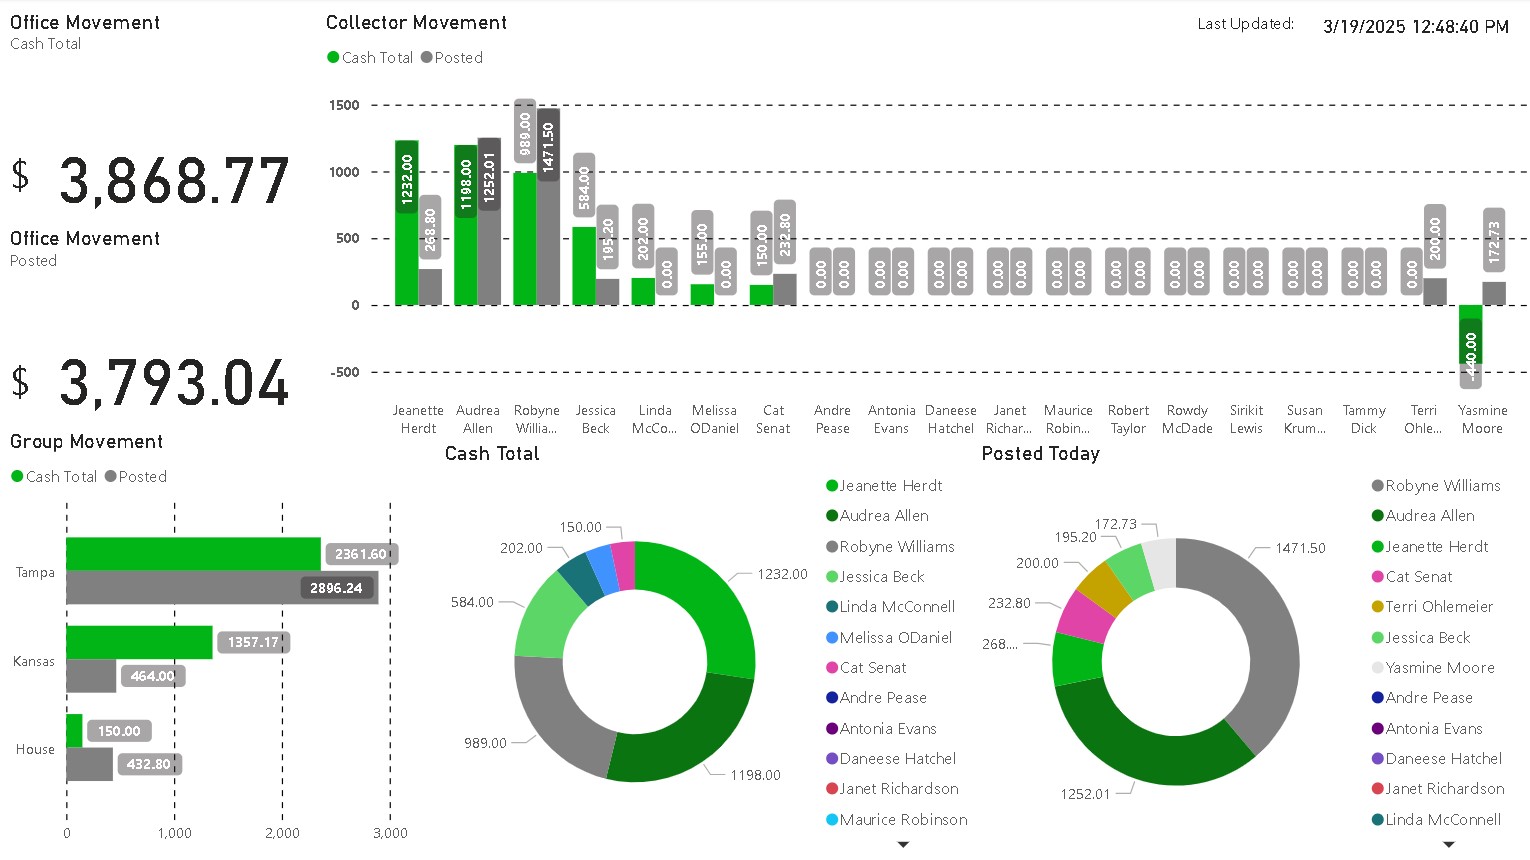 Office Movement
Cash Total
$ 3,868.77
Office Movement
Posted
$ 3,793.04
Collector Movement
Cash Total Posted
Last Updated: 3/19/2025 12:48:40 PM
1500
1000
500
0
-500
1232.00 268.80 1198.00 1252.01 989.00 1471.50 584.00 195.20 202.00 0.00 155.00 0.00 150.00 232.80 0.00 0.00 0.00 0.00 0.00 0.00 0.00 0.00 0.00 0.00 0.00 0.00 0.00 0.00 0.00 0.00 0.00 0.00 0.00 0.00 0.00 200.00 -440.00 172.73
Jeanette Audrea Robyne Jessica Linda Melissa Cat Andre Antonia Daneese Janet Maurice Robert Rowdy Sirikit Susan Tammy Terri Yasmine
Herdt Allen Willia... Beck McCo... ODaniel Senat Pease Evans Hatchel Richar... Robin... Taylor McDade Lewis Krum... Dick Ohle... Moore
Group Movement
Cash Total Posted
Tampa
2361.60
2896.24
Kansas
1357.17
464.00
House
150.00
432.80
0 1,000 2,000 3,000
Cash Total
150.00
202.00
584.00
989.00
1232.00
1198.00
Jeanette Herdt
Audrea Allen
Robyne Williams
Jessica Beck
Linda McConnell
Melissa ODaniel
Cat Senat
Andre Pease
Antonia Evans
Daneese Hatchel
Janet Richardson
Maurice Robinson
Posted Today
172.73
195.20
200.00
232.80
268....
1471.50
1252.01
Robyne Williams
Audrea Allen
Jeanette Herdt
Cat Senat
Terri Ohlemeier
Jessica Beck
Yasmine Moore
Andre Pease
Antonia Evans
Daneese Hatchel
Janet Richardson
Linda McConnell